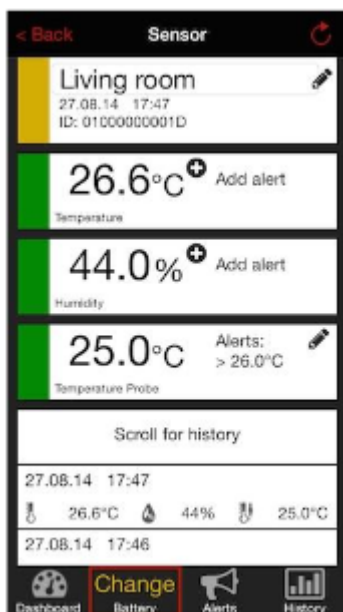 < Back Sensor
Living room
27.08.14 17:47
ID: 01000000001D
26.6°C Add alert
Temperature
44.0% Add alert
Humidity
25.0°C Alerts:
> 26.0°C
Temperature Probe
Scroll for history
27.08.14 17:47
26.6°C 44% 25.0°C
27.08.14 17:46
Change
Dashboard Battery Alerts History